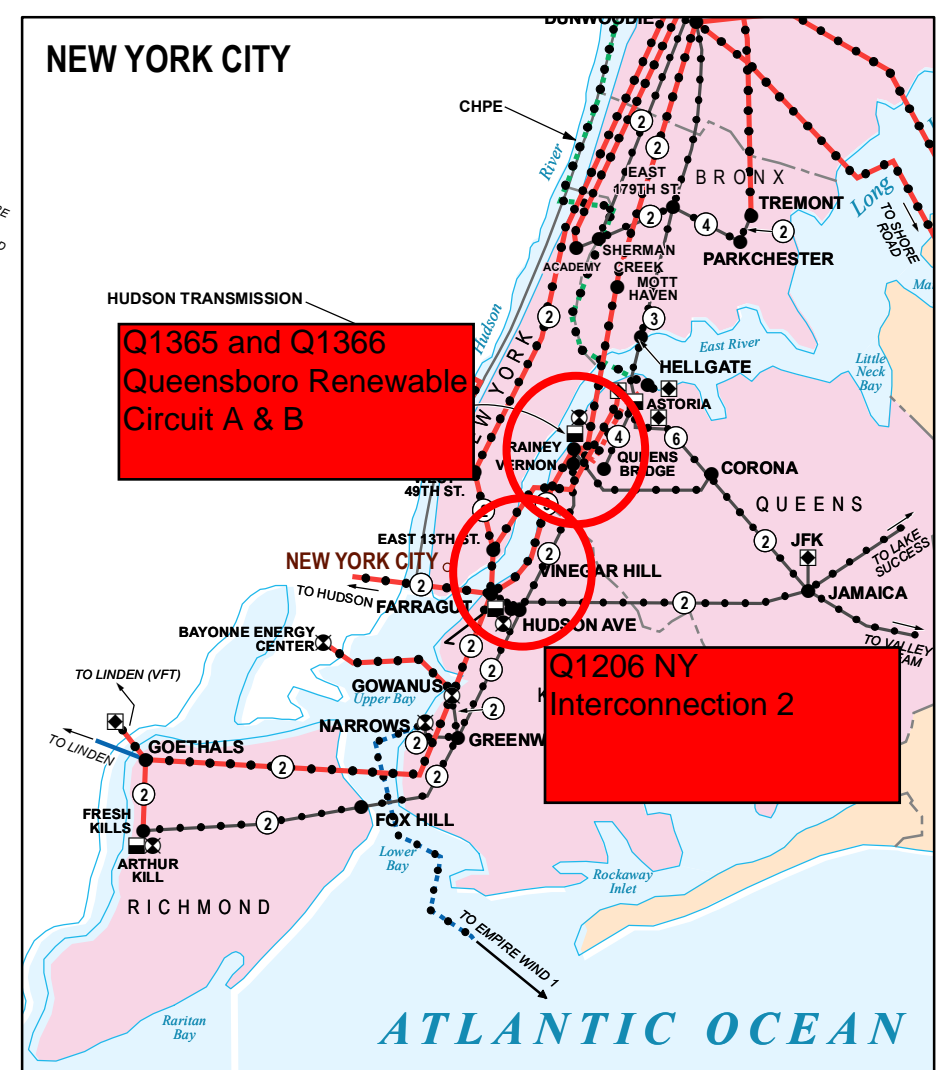 DUNWOODIE
NEW YORK CITY
CHPE
River
2
2
EAST
179TH ST.
BRONX
Long
TO SHORE
ROAD
2
4
TREMONT
2
SHERMAN
CREEK
ACADEMY
PARKCHESTER
MOTT
HAVEN
HUDSON TRANSMISSION
2
3
Hudson
East River
HELLGATE
Little
Neck
Bay
Q1365 and Q1366
Queensboro Renewable
Circuit A & B
ASTORIA
4
6
RAINEY
VERNON
QUEENS
BRIDGE
CORONA
49TH ST.
QUEENS
2
EAST 13TH ST.
2
JFK
TO LAKE
SUCCESS
NEW YORK CITY
2
VINEGAR HILL
2
TO HUDSON
FARRAGUT
2
JAMAICA
HUDSON AVE
BAYONNE ENERGY
CENTER
2
TO VALLEY
TO LINDEN (VFT)
2
Q1206 NY
Interconnection 2
GOWANUS
Upper Bay
2
NARROWS
2
GREENW
TO LINDEN
GOETHALS
2
2
2
FRESH
KILLS
2
FOX HILL
ARTHUR
KILL
Lower
Bay
Rockaway
Inlet
RICHMOND
TO EMPIRE WIND 1
Raritan
Bay
ATLANTIC OCEAN